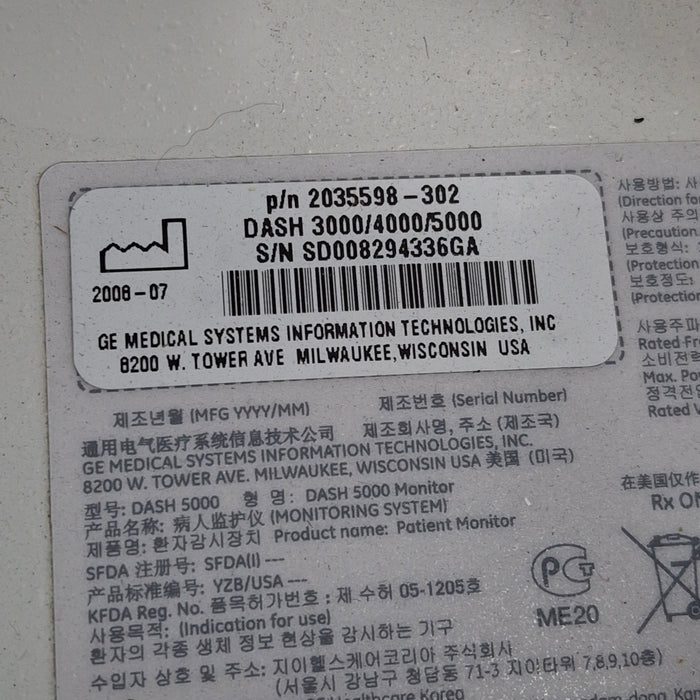 p/n 2035598-302
DASH 3000/4000/5000
S/N SD008294336GA
2008-07
GE MEDICAL SYSTEMS INFORMATION TECHNOLOGIES, INC
8200 W. TOWER AVE MILWAUKEE, WISCONSIN USA
제조년월 (MFG YYYY/MM) 제조번호 (Serial Number)
通用电气医疗系统信息技术公司 제조회사명, 주소 (제조국)
GE MEDICAL SYSTEMS INFORMATION TECHNOLOGIES, INC.
8200 W. TOWER AVE. MILWAUKEE, WISCONSIN USA 美国 (미국)
型号: DASH 5000 형 명: DASH 5000 Monitor
产品名称: 病人监护仪 (MONITORING SYSTEM)
제품명: 환자감시장치 Product name: Patient Monitor
SFDA 注册号: SFDA(I) ---
产品标准编号: YZB/USA ---
KFDA Reg. No. 품목허가번호 : 제 수허 05-1205호
사용목적: (Indication for use)
환자의 각종 생체 정보 현상을 감시하는 기구
수입자 상호 및 주소 : 지이헬스케어코리아 주식회사
(서울시 강남구 청담동 71-3 지이타워 7,8,9,10층)
Healthcare Korea
PCT
ME20
사용방법: 사
(Direction fo
사용상 주의
(Precaution
보호형식:
(Protection
보호정도:
(Protection
사용주파
Rated Fr
소비전력
Max. Po
정격전압
Rated V
在美国仅作
Rx On